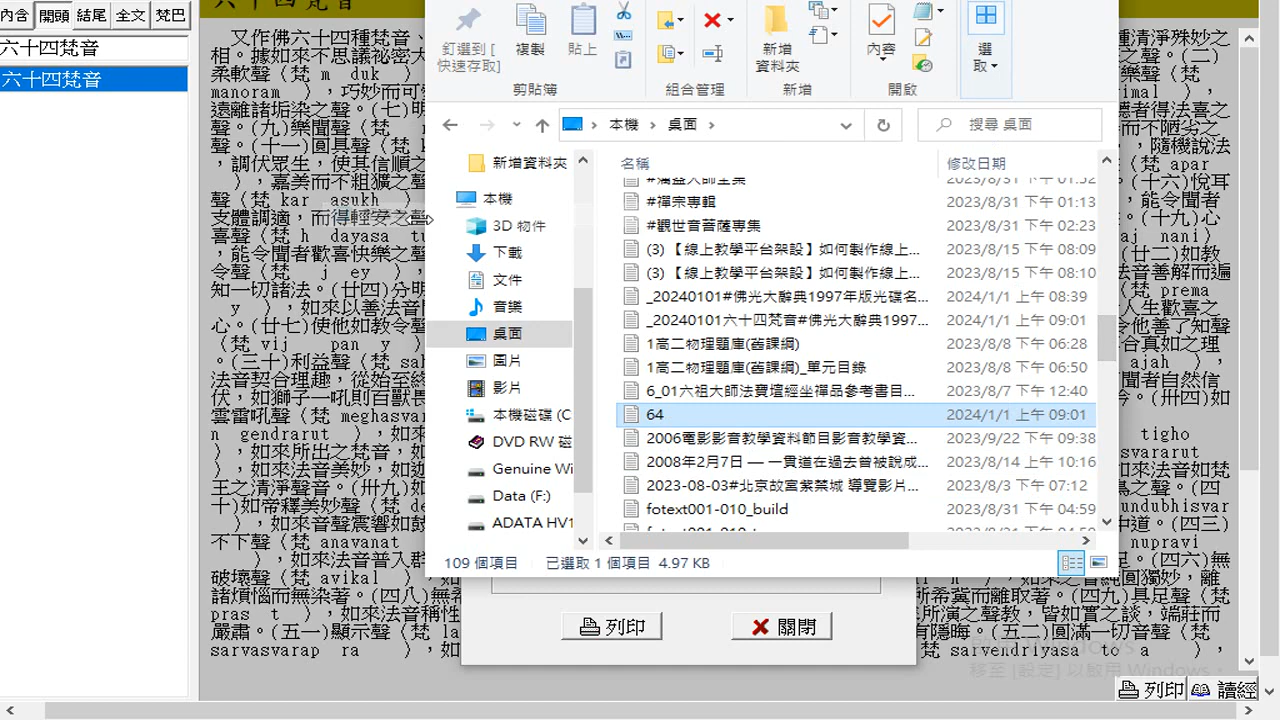 內含 開頭 結尾 全文 梵巴
六十四梵音
六十四梵音
六十四梵音
又作佛六十四種音、
相。據如來不思議祕密大
柔軟聲（梵 m duk
manoram ），巧妙而可
遠離諸垢染之聲。(七)明
聲。(九)樂聞聲（梵
聲。(十一)圓具聲（梵
，調伏眾生，使其信順之
），嘉美而不粗獷之聲
聲（梵 kar asukh ），
支體調適，而得輕安之聲
喜聲（梵 h dayasa tu
，能令聞者歡喜快樂之聲
令聲（梵 j ey ），
知一切諸法。(廿四)分明
y ），如來以善法音
心。(廿七)使他如教令聲
（梵 vij pan y ）
。(三十)利益聲（梵 sa
法音契合理趣，從始至終
伏，如獅子一吼則百獸畏
雲雷吼聲（梵 meghasvar
n gendrarut ），如來
），如來所出之梵音，如
），如來法音美妙，如迦
王之清淨聲音。(卅九)如
十)如帝釋美妙聲（梵
），如來音聲震響如鼓
不下聲（梵 anavanat
），如來法音普入群
破壞聲（梵 avikal ），
諸煩惱而無染著。(四八)無
pras t ），如來法音稱性
嚴肅。(五一)顯示聲（梵 la
sarvasvarap ra ），如
種清淨殊妙之
之聲。(二)
樂聲（梵
imal ），
聽者得法喜之
而不陋劣之
，隨機說法
（梵 apar
。(十六)悅耳
，能令聞者
。(十九)心
aj nani ）
。(廿二)如教
法音善解而遍
（梵 prema
人生歡喜之
令他善了知聲
合真如之理
ajah ），
聞者自然信
。(卅四)如
tigho
svararut
如來法音如梵
之聲。(四
undubhisvar
中道。(四三)
nupravi
。(四六)無
，如來之音純圓獨妙，離
所希冀而離取著。(四九)具足聲（梵
所演之聲教，皆如實之談，端莊而
有隱晦。(五二)圓滿一切音聲（梵
梵 sarvendriyasa to a ），
釘選到 [
快速存取]
複製
貼上
新增
資料夾
內容
選
取
剪貼簿
組合管理
新增
開啟
本機 桌面
搜尋 桌面
新增資料夾
本機
3D 物件
下載
文件
音樂
桌面
圖片
影片
本機磁碟 (C
DVD RW 磁
Genuine Wi
Data (F:)
ADATA HV1
名稱 修改日期
#蕅益大師全集 2023/8/31 下午 01:52
#禪宗專輯 2023/8/31 下午 01:13
#觀世音菩薩專集 2023/8/31 下午 02:23
(3) 【線上教學平台架設】如何製作線上... 2023/8/15 下午 08:09
(3) 【線上教學平台架設】如何製作線上... 2023/8/15 下午 08:10
_20240101#佛光大辭典1997年版光碟名... 2024/1/1 上午 08:39
_20240101六十四梵音#佛光大辭典1997... 2024/1/1 上午 09:01
1高二物理題庫(舊課綱) 2023/8/8 下午 06:28
1高二物理題庫(舊課綱)_單元目錄 2023/8/8 下午 06:50
6_01六祖大師法寶壇經坐禪品參考書目... 2023/8/7 下午 12:40
64 2024/1/1 上午 09:01
2006電影影音教學資料節目影音教學資... 2023/9/22 下午 09:38
2008年2月7日 — 一貫道在過去曾被說成... 2023/8/14 上午 10:16
2023-08-03#北京故宮紫禁城 導覽影片... 2023/8/3 下午 07:12
fotext001-010_build 2023/8/31 下午 04:59
109 個項目 已選取 1 個項目 4.97 KB
列印 關閉
移至 [設定] 以啟用 Windows。
列印 讀經